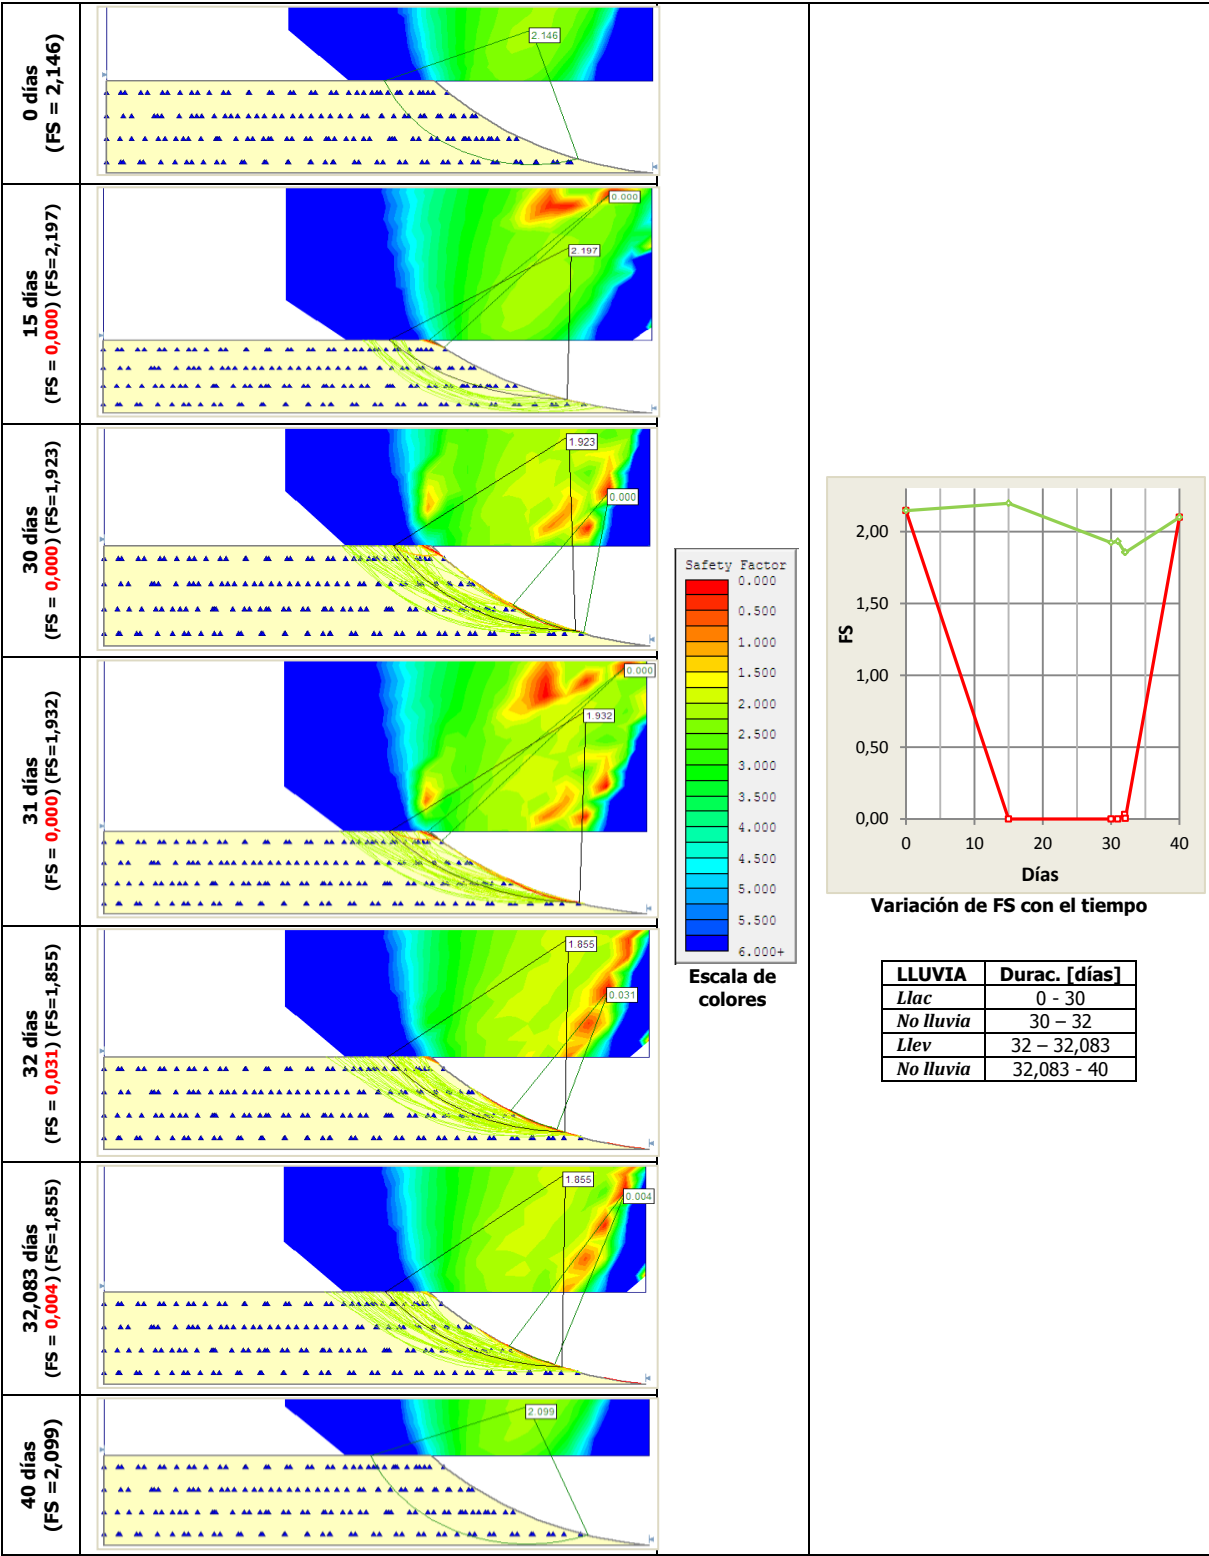 0 días
(FS = 2,146)
2.146
15 días
(FS = 0,000) (FS=2,197)
0.000
2.197
30 días
(FS = 0,000) (FS=1,923)
1.923
0.000
31 días
(FS = 0,000) (FS=1,932)
0.000
1.932
32 días
(FS = 0,031) (FS=1,855)
1.855
0.031
32,083 días
(FS = 0,004) (FS=1,855)
1.855
0.004
40 días
(FS =2,099)
2.099
Safety Factor
0.000
0.500
1.000
1.500
2.000
2.500
3.000
3.500
4.000
4.500
5.000
5.500
6.000+
Escala de
colores
FS
2,00
1,50
1,00
0,50
0,00
0 10 20 30 40
Días
Variación de FS con el tiempo
LLUVIA Durac. [días]
Llac 0 - 30
No lluvia 30 – 32
Llev 32 – 32,083
No lluvia 32,083 - 40